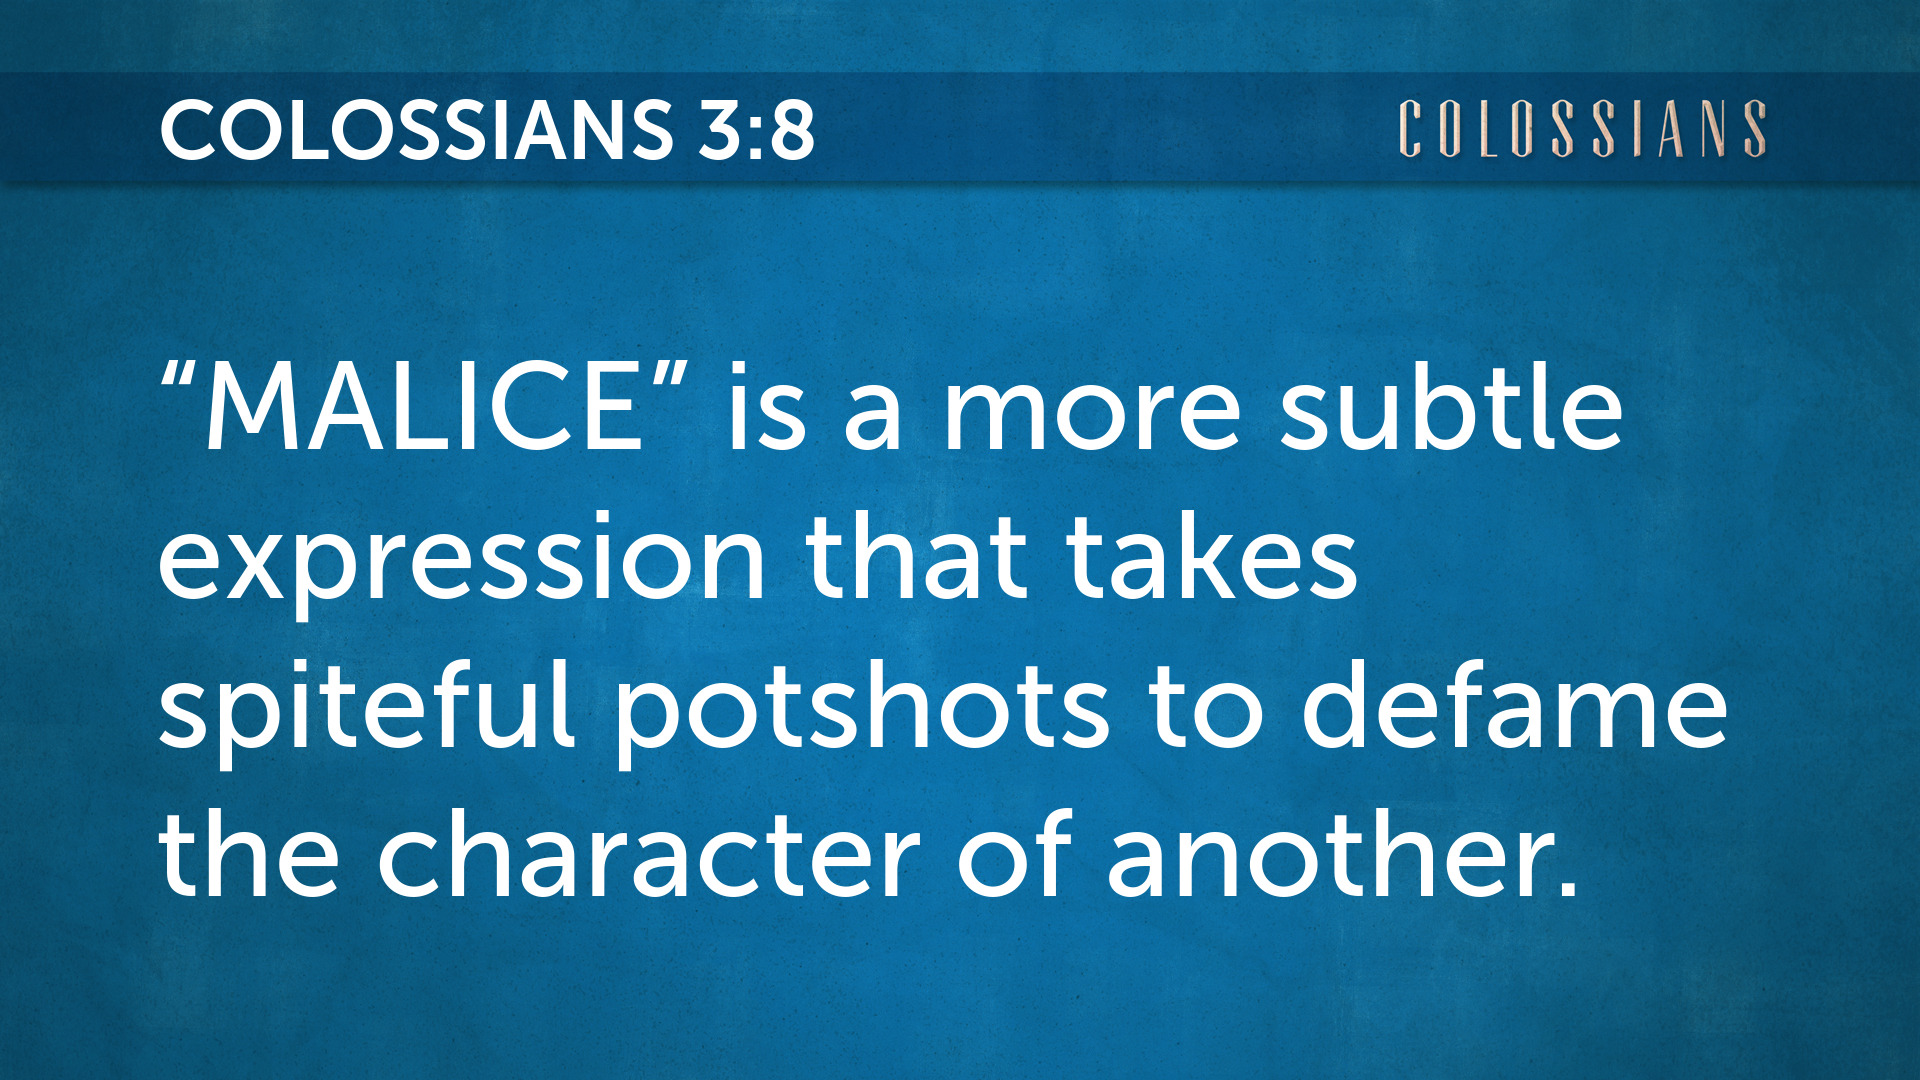 COLOSSIANS 3:8
COLOSSIANS
“MALICE” is a more subtle
expression that takes
spiteful potshots to defame
the character of another.